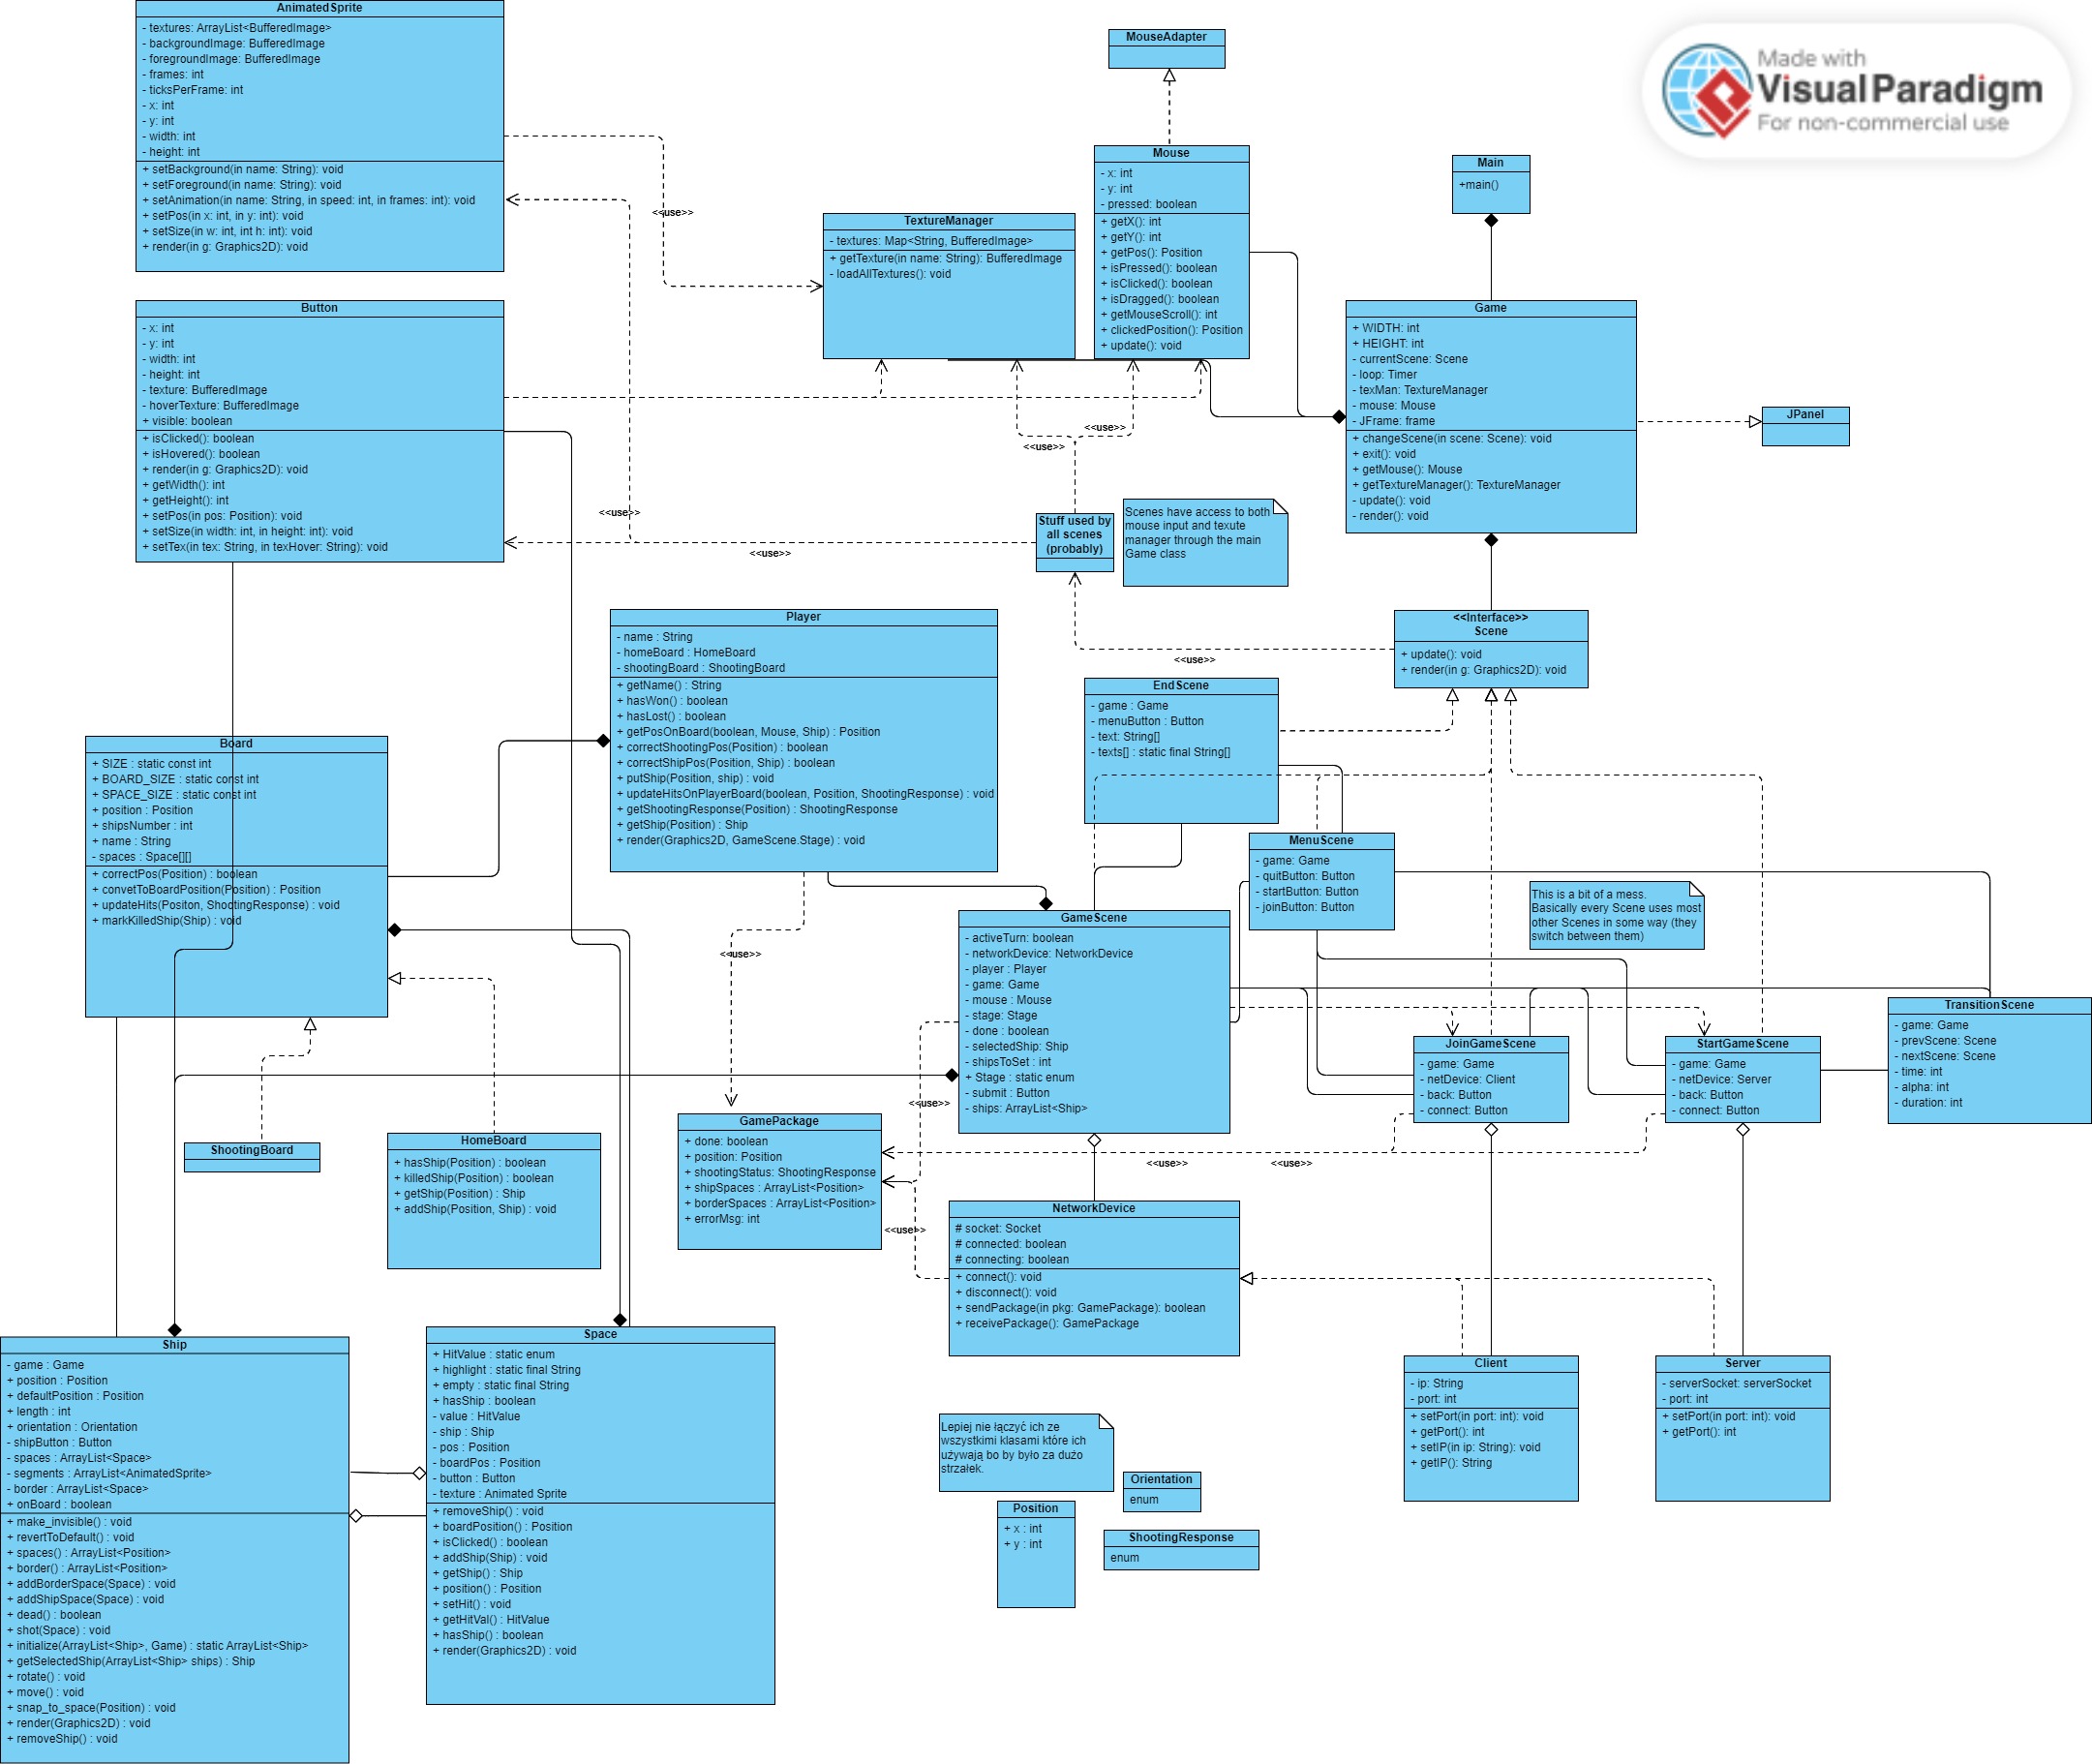 AnimatedSprite
- textures: ArrayList<BufferedImage>
- backgroundImage: BufferedImage
- foregroundImage: BufferedImage
- frames: int
- ticksPerFrame: int
- x: int
- y: int
- width: int
- height: int
+ setBackground(in name: String): void
+ setForeground(in name: String): void
+ setAnimation(in name: String, in speed: int, in frames: int): void
+ setPos(in x: int, in y: int): void
+ setSize(in w: int, int h: int): void
+ render(in g: Graphics2D): void
MouseAdapter
Made with
Visual Paradigm
For non-commercial use
Mouse
- x: int
- y: int
- pressed: boolean
+ getX(): int
+ getY(): int
+ getPos(): Position
+ isPressed(): boolean
+ isClicked(): boolean
+ isDragged(): boolean
+ getMouseScroll(): int
+ clickedPosition(): Position
+ update(): void
Main
+main()
<<use>>
TextureManager
- textures: Map<String, BufferedImage>
+ getTexture(in name: String): BufferedImage
- loadAllTextures(): void
Button
- x: int
- y: int
- width: int
- height: int
- texture: BufferedImage
- hoverTexture: BufferedImage
+ visible: boolean
+ isClicked(): boolean
+ isHovered(): boolean
+ render(in g: Graphics2D): void
+ getWidth(): int
+ getHeight(): int
+ setPos(in pos: Position): void
+ setSize(in width: int, in height: int): void
+ setTex(in tex: String, in texHover: String): void
Game
+ WIDTH: int
+ HEIGHT: int
- currentScene: Scene
- loop: Timer
- texMan: TextureManager
- mouse: Mouse
- JFrame: frame
+ changeScene(in scene: Scene): void
+ exit(): void
+ getMouse(): Mouse
+ getTextureManager(): TextureManager
- update(): void
- render(): void
JPanel
<<use>>
<<use>>
<<use>>
<<use>>
Stuff used by
all scenes
(probably)
Scenes have access to both
mouse input and texute
manager through the main
Game class
Player
- name : String
- homeBoard : HomeBoard
- shootingBoard : ShootingBoard
+ getName() : String
+ hasWon() : boolean
+ hasLost() : boolean
+ getPosOnBoard(boolean, Mouse, Ship) : Position
+ correctShootingPos(Position) : boolean
+ correctShipPos(Position, Ship) : boolean
+ putShip(Position, ship) : void
+ updateHitsOnPlayerBoard(boolean, Position, ShootingResponse) : void
+ getShootingResponse(Position) : ShootingResponse
+ getShip(Position) : Ship
+ render(Graphics2D, GameScene.Stage) : void
<<Interface>>
Scene
+ update(): void
+ render(in g: Graphics2D): void
<<use>>
EndScene
- game : Game
- menuButton : Button
- text: String[]
- texts[] : static final String[]
Board
+ SIZE : static const int
+ BOARD_SIZE : static const int
+ SPACE_SIZE : static const int
+ position : Position
+ shipsNumber : int
+ name : String
- spaces : Space[][]
+ correctPos(Position) : boolean
+ convetToBoardPosition(Position) : Position
+ updateHits(Positon, ShootingResponse) : void
+ markKilledShip(Ship) : void
MenuScene
- game: Game
- quitButton: Button
- startButton: Button
- joinButton: Button
This is a bit of a mess.
Basically every Scene uses most
other Scenes in some way (they
switch between them)
GameScene
- activeTurn: boolean
- networkDevice: NetworkDevice
- player : Player
- game: Game
- mouse : Mouse
- stage: Stage
- done : boolean
- selectedShip: Ship
- shipsToSet : int
+ Stage : static enum
- submit : Button
- ships: ArrayList<Ship>
<<use>>
TransitionScene
- game: Game
- prevScene: Scene
- nextScene: Scene
- time: int
- alpha: int
- duration: int
JoinGameScene
- game: Game
- netDevice: Client
- back: Button
- connect: Button
StartGameScene
- game: Game
- netDevice: Server
- back: Button
- connect: Button
<<use>>
GamePackage
+ done: boolean
+ position: Position
+ shootingStatus: ShootingResponse
+ shipSpaces : ArrayList<Position>
+ borderSpaces : ArrayList<Position>
+ errorMsg: int
ShootingBoard
HomeBoard
+ hasShip(Position) : boolean
+ killedShip(Position) : boolean
+ getShip(Position) : Ship
+ addShip(Position, Ship) : void
<<use>>
<<use>>
<<use>>
NetworkDevice
# socket: Socket
# connected: boolean
# connecting: boolean
+ connect(): void
+ disconnect(): void
+ sendPackage(in pkg: GamePackage): boolean
+ receivePackage(): GamePackage
Ship
- game : Game
+ position : Position
+ defaultPosition : Position
+ length : int
+ orientation : Orientation
- shipButton : Button
- spaces : ArrayList<Space>
- segments : ArrayList<AnimatedSprite>
- border : ArrayList<Space>
+ onBoard : boolean
+ make_invisible() : void
+ revertToDefault() : void
+ spaces() : ArrayList<Position>
+ border() : ArrayList<Position>
+ addBorderSpace(Space) : void
+ addShipSpace(Space) : void
+ dead() : boolean
+ shot(Space) : void
+ initialize(ArrayList<Ship>, Game) : static ArrayList<Ship>
+ getSelectedShip(ArrayList<Ship> ships) : Ship
+ rotate() : void
+ move() : void
+ snap_to_space(Position) : void
+ render(Graphics2D) : void
+ removeShip() : void
Space
+ HitValue : static enum
+ highlight : static final String
+ empty : static final String
+ hasShip : boolean
- value : HitValue
- ship : Ship
- pos : Position
- boardPos : Position
- button : Button
- texture : Animated Sprite
+ removeShip() : void
+ boardPosition() : Position
+ isClicked() : boolean
+ addShip(Ship) : void
+ getShip() : Ship
+ position() : Position
+ setHit() : void
+ getHitVal() : HitValue
+ hasShip() : boolean
+ render(Graphics2D) : void
Client
- ip: String
- port: int
+ setPort(in port: int): void
+ getPort(): int
+ setIP(in ip: String): void
+ getIP(): String
Server
- serverSocket: serverSocket
- port: int
+ setPort(in port: int): void
+ getPort(): int
Lepiej nie łączyć ich ze
wszystkimi klasami które ich
używają bo by było za dużo
strzałek.
Orientation
enum
Position
+ x : int
+ y : int
ShootingResponse
enum